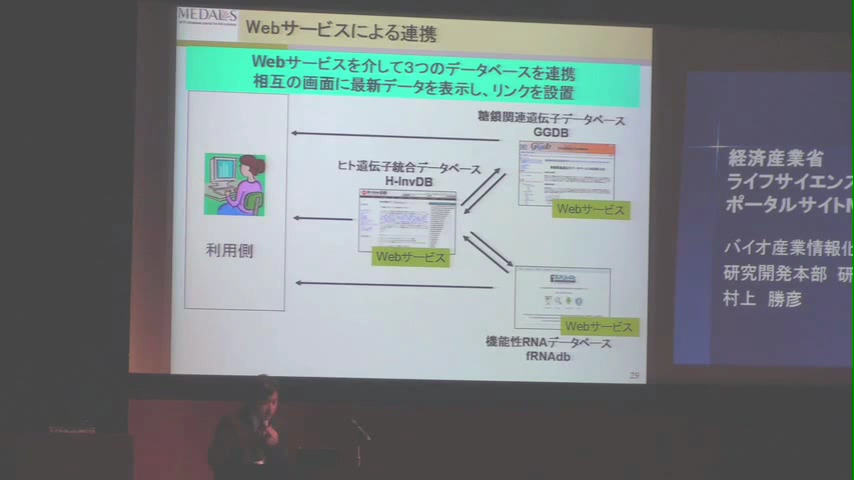 MEDALS
Webサービスによる連携
Webサービスを介して3つのデータベースを連携
相互の画面に最新データを表示し、リンクを設置
糖鎖関連遺伝子データベース
GGDB
ヒト遺伝子統合データベース
H-InvDB
Webサービス
Webサービス
利用側
Webサービス
機能性RNAデータベース
fRNAdb
29
経済産業省
ライフサイエンス
ポータルサイトM
バイオ産業情報化
研究開発本部 研
村上 勝彦